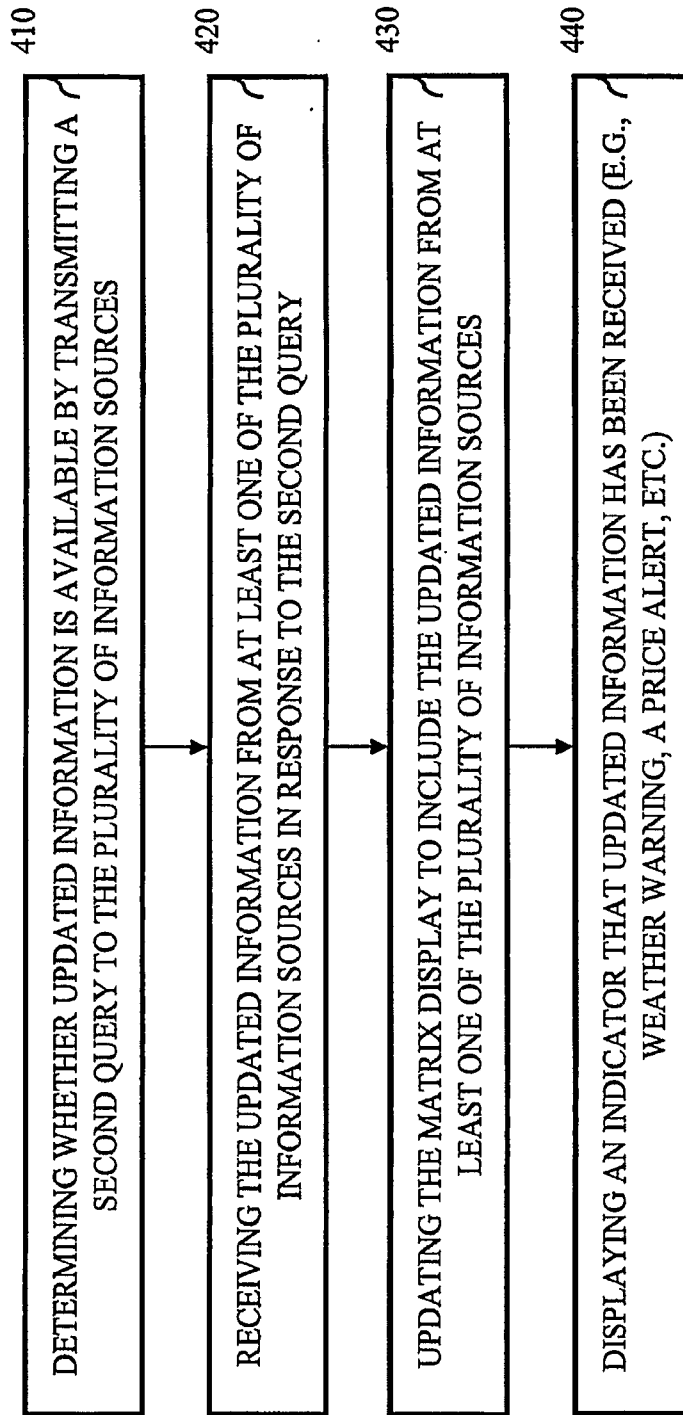 410
DETERMINING WHETHER UPDATED INFORMATION IS AVAILABLE BY TRANSMITTING A
SECOND QUERY TO THE PLURALITY OF INFORMATION SOURCES
420
RECEIVING THE UPDATED INFORMATION FROM AT LEAST ONE OF THE PLURALITY OF
INFORMATION SOURCES IN RESPONSE TO THE SECOND QUERY
430
UPDATING THE MATRIX DISPLAY TO INCLUDE THE UPDATED INFORMATION FROM AT
LEAST ONE OF THE PLURALITY OF INFORMATION SOURCES
440
DISPLAYING AN INDICATOR THAT UPDATED INFORMATION HAS BEEN RECEIVED (E.G.,
WEATHER WARNING, A PRICE ALERT, ETC.)